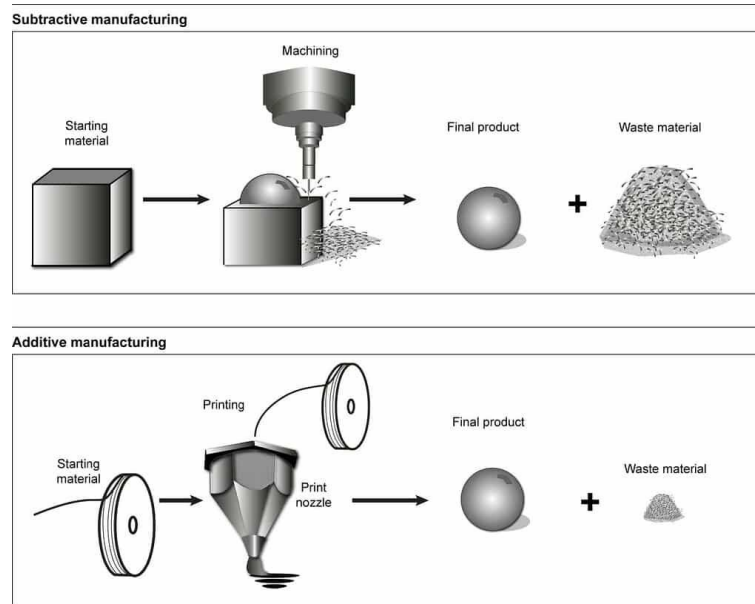 Subtractive manufacturing
Machining
Starting
material
Final product
Waste material
Additive manufacturing
Printing
Final product
Starting
material
Print
nozzle
Waste material